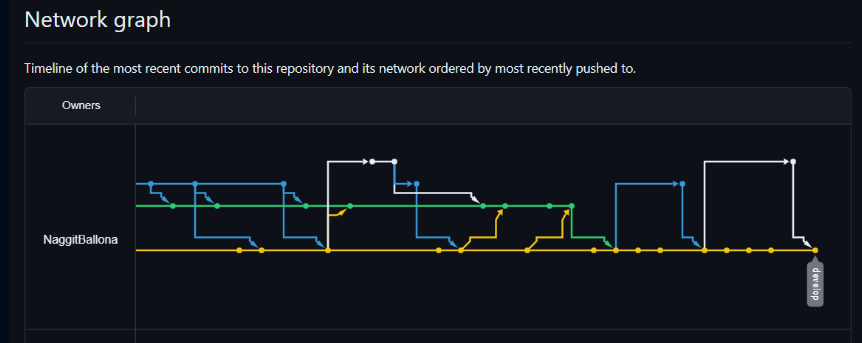 Network graph
Timeline of the most recent commits to this repository and its network ordered by most recently pushed to.
Owners
NaggitBallona
develop